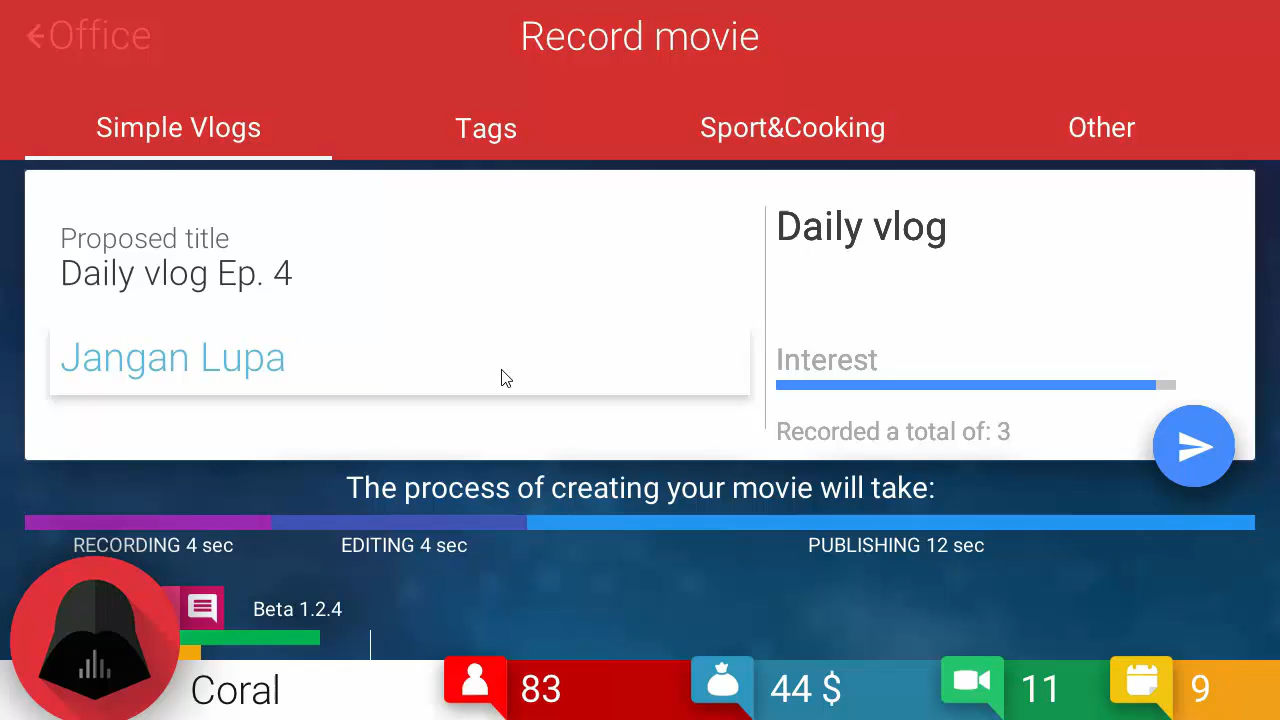 Office
Record movie
Simple Vlogs
Tags
Sport&Cooking
Other
Proposed title
Daily vlog Ep. 4
Jangan Lupa
Daily vlog
Interest
Recorded a total of: 3
The process of creating your movie will take:
RECORDING 4 sec
EDITING 4 sec
PUBLISHING 12 sec
Beta 1.2.4
Coral
83
44 $
11
9